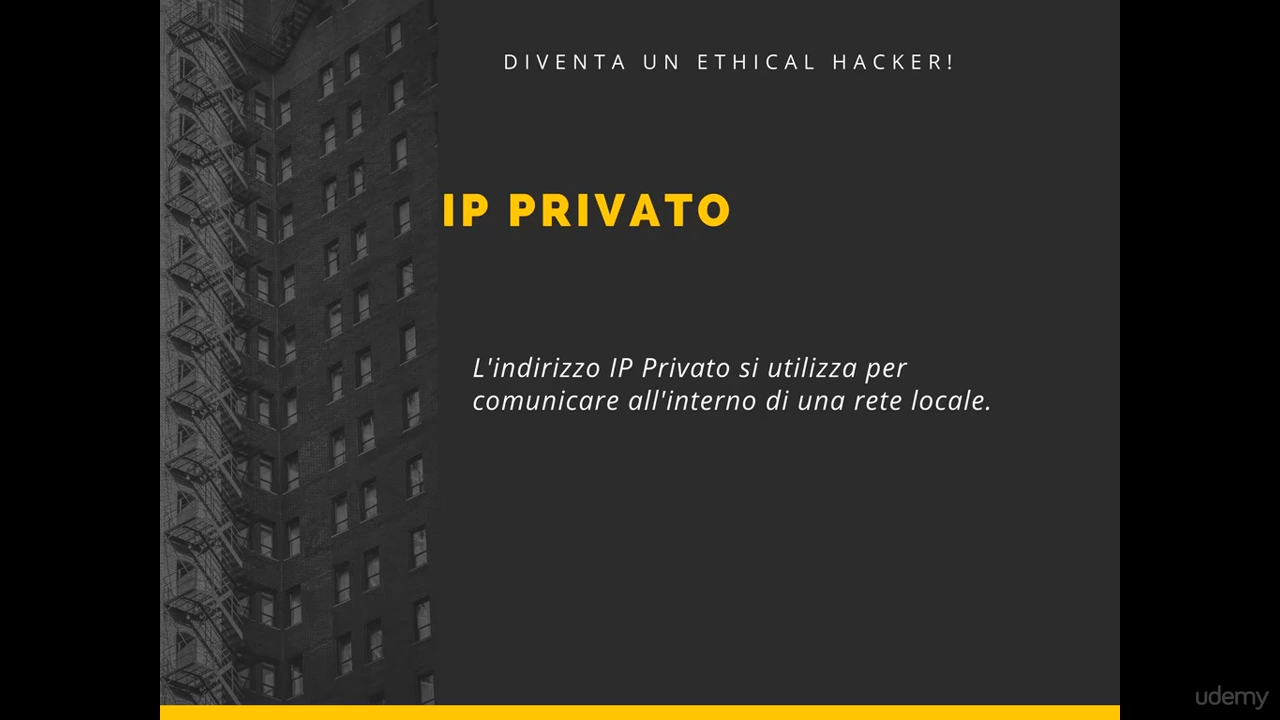 DIVENTA UN ETHICAL HACKER!
IP PRIVATO
L'indirizzo IP Privato si utilizza per
comunicare all'interno di una rete locale.
udemy